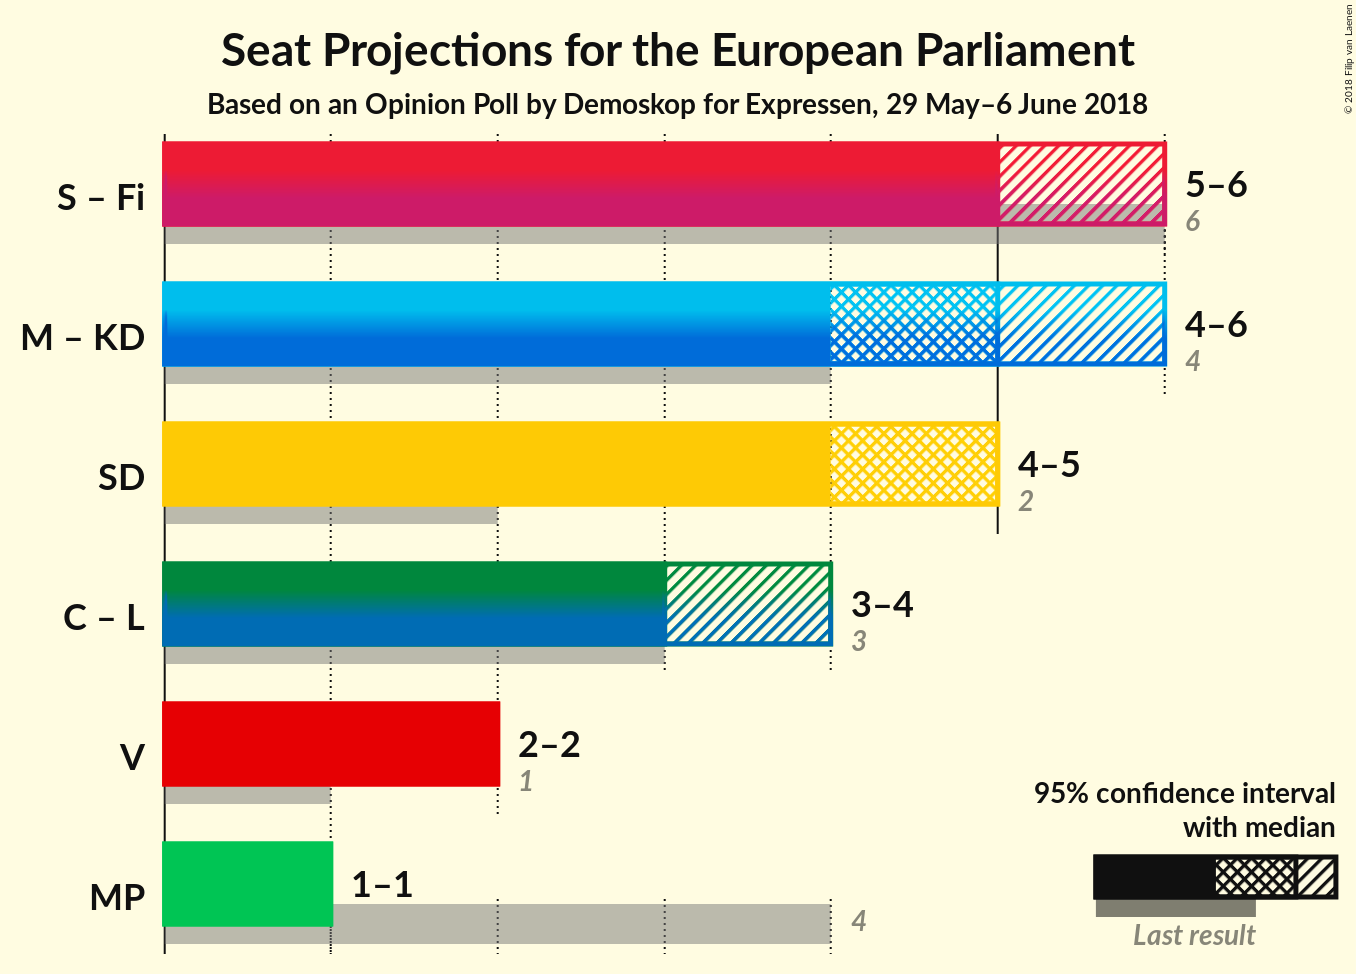 Seat Projections for the European Parliament
Based on an Opinion Poll by Demoskop for Expressen, 29 May–6 June 2018
© 2018 Filip van Laenen
S – Fi
5–6
6
M – KD
4–6
4
SD
4–5
2
C – L
3–4
3
V
2–2
1
MP
1–1
4
95% confidence interval
with median
Last result